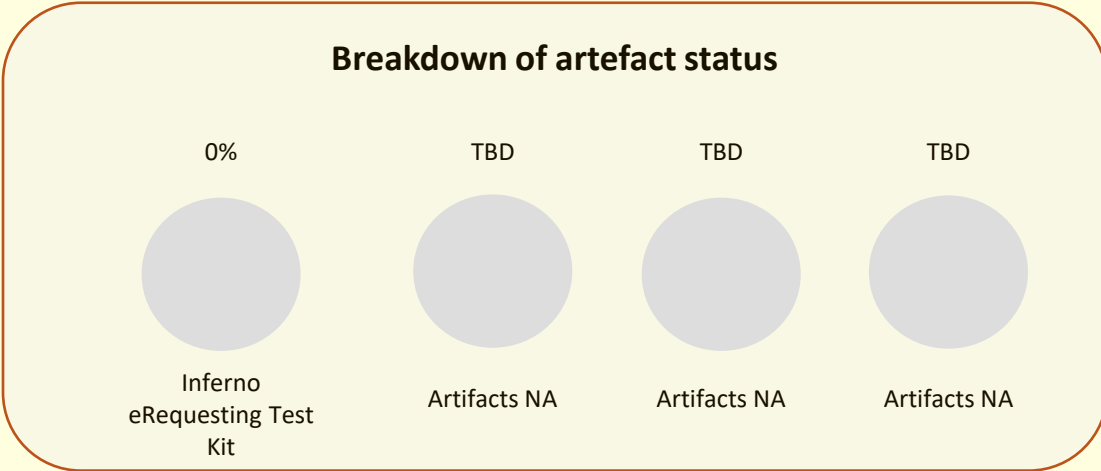 Breakdown of artefact status
0%
TBD
TBD
TBD
Inferno
eRequesting Test
Kit
Artifacts NA
Artifacts NA
Artifacts NA